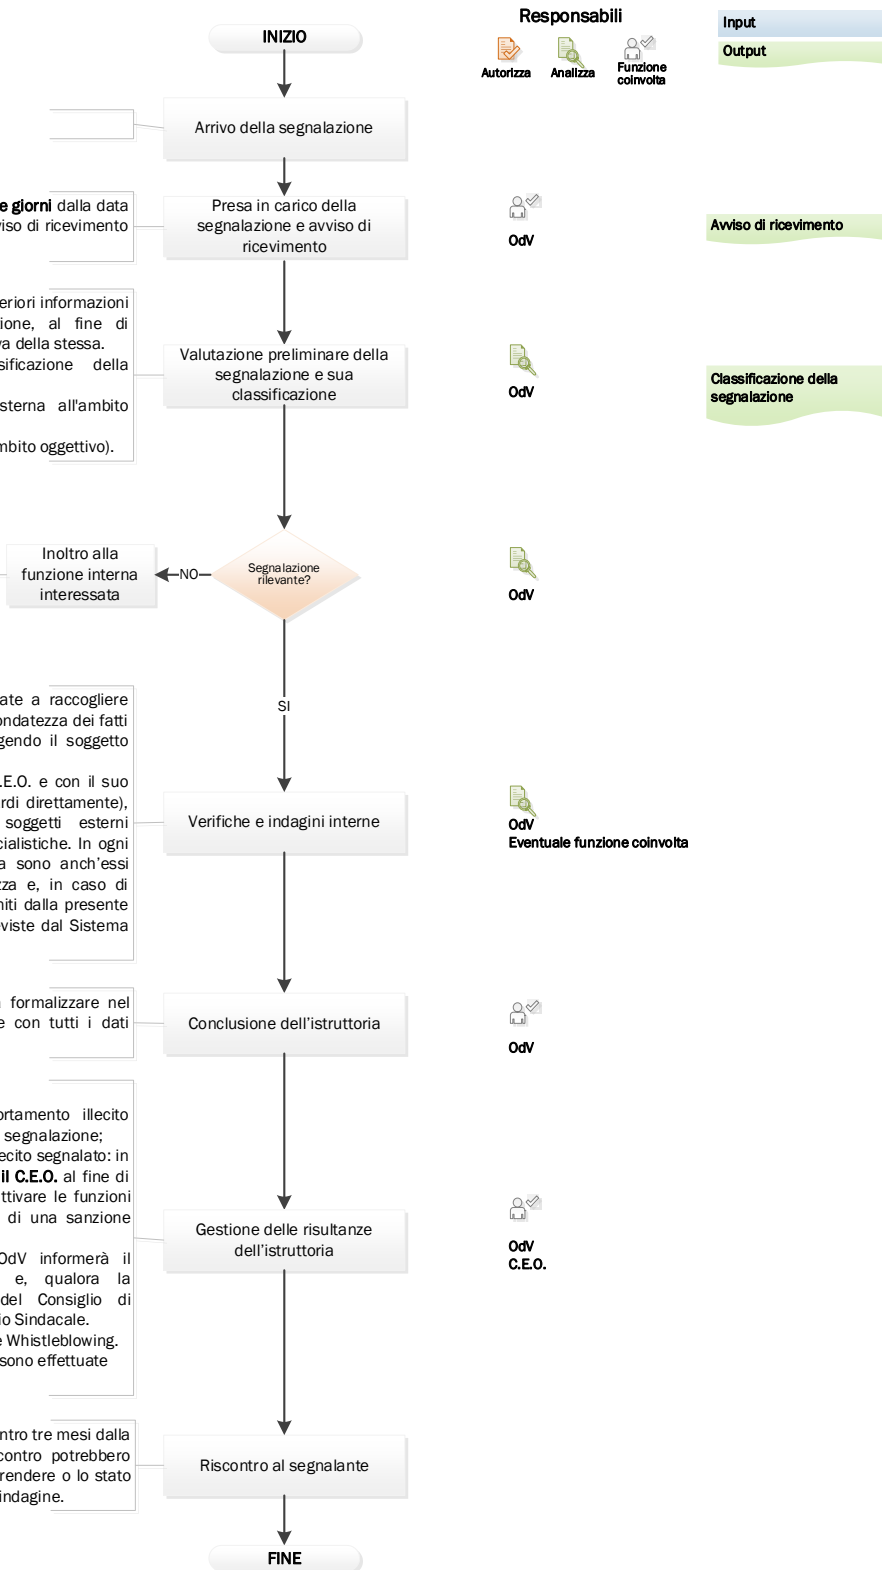 Responsabili
Input
Output
Autorizza
Analizza
Funzione
coinvolta
INIZIO
Arrivo della segnalazione
e giorni dalla data
viso di ricevimento
Presa in carico della
segnalazione e avviso di
ricevimento
OdV
Avviso di ricevimento
eriori informazioni
zione, al fine di
va della stessa.
sificazione della
sterna all'ambito
mbito oggettivo).
Valutazione preliminare della
segnalazione e sua
classificazione
OdV
Classificazione della
segnalazione
Inoltro alla
funzione interna
interessata
NO
Segnalazione
rilevante?
OdV
SI
ate a raccogliere
ondatezza dei fatti
gendo il soggetto
.E.O. e con il suo
rdi direttamente),
soggetti esterni
cialistiche. In ogni
a sono anch'essi
zza e, in caso di
niti dalla presente
eviste dal Sistema
Verifiche e indagini interne
OdV
Eventuale funzione coinvolta
a formalizzare nel
e con tutti i dati
Conclusione dell'istruttoria
OdV
ortamento illecito
segnalazione;
ecito segnalato: in
il C.E.O. al fine di
ttivare le funzioni
di una sanzione
OdV informerà il
e, qualora la
del Consiglio di
io Sindacale.
e Whistleblowing.
sono effettuate
Gestione delle risultanze
dell'istruttoria
OdV
C.E.O.
ntro tre mesi dalla
contro potrebbero
rendere o lo stato
indagine.
Riscontro al segnalante
FINE